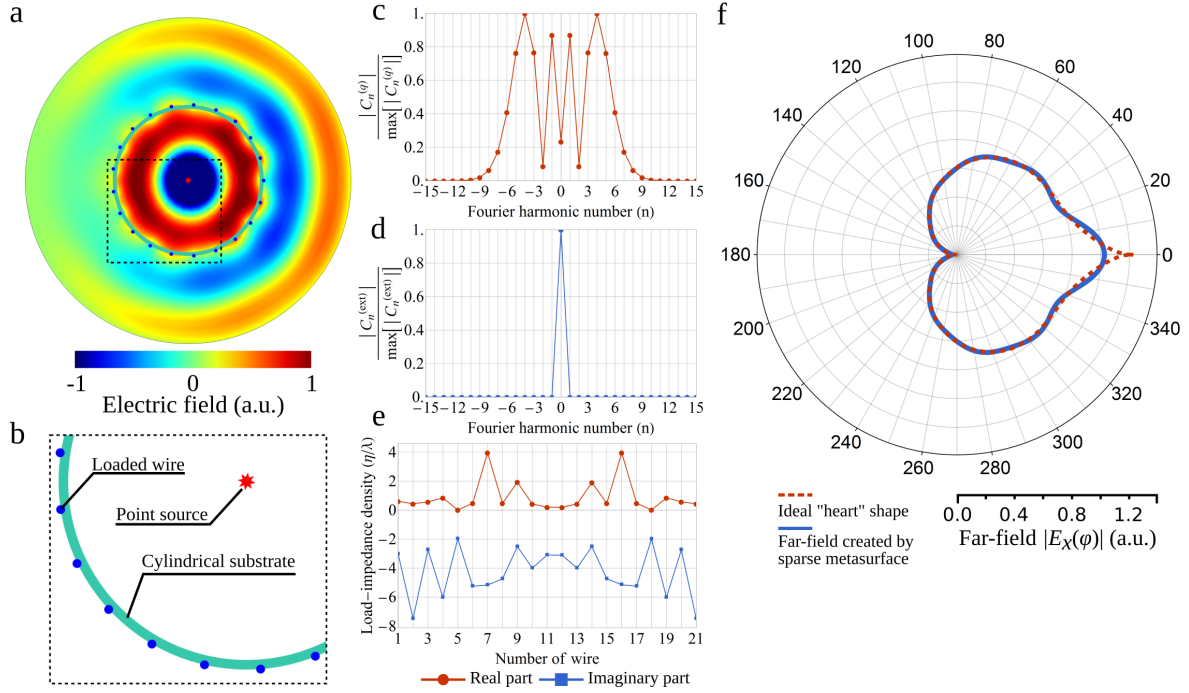 a
-1 0 1
Electric field (a.u.)
b
Loaded wire
Point source
Cylindrical substrate
c
|C_n^(q)| / max[|C_n^(q)|]
1.
0.8
0.6
0.4
0.2
0.
−15 −12 −9 −6 −3 0 3 6 9 12 15
Fourier harmonic number (n)
d
|C_n^(ext)| / max[|C_n^(ext)|]
1.
0.8
0.6
0.4
0.2
0.
−15 −12 −9 −6 −3 0 3 6 9 12 15
Fourier harmonic number (n)
e
Load−impedance density (η/λ)
4
2
0
−2
−4
−6
−8
1 3 5 7 9 11 13 15 17 19 21
Number of wire
Real part Imaginary part
f
100 80
120 60
140 40
160 20
180 0
200 340
220 320
240 300
260 280
Ideal "heart" shape
Far-field created by
sparse metasurface
0.0 0.4 0.8 1.2
Far-field |E_X(φ)| (a.u.)